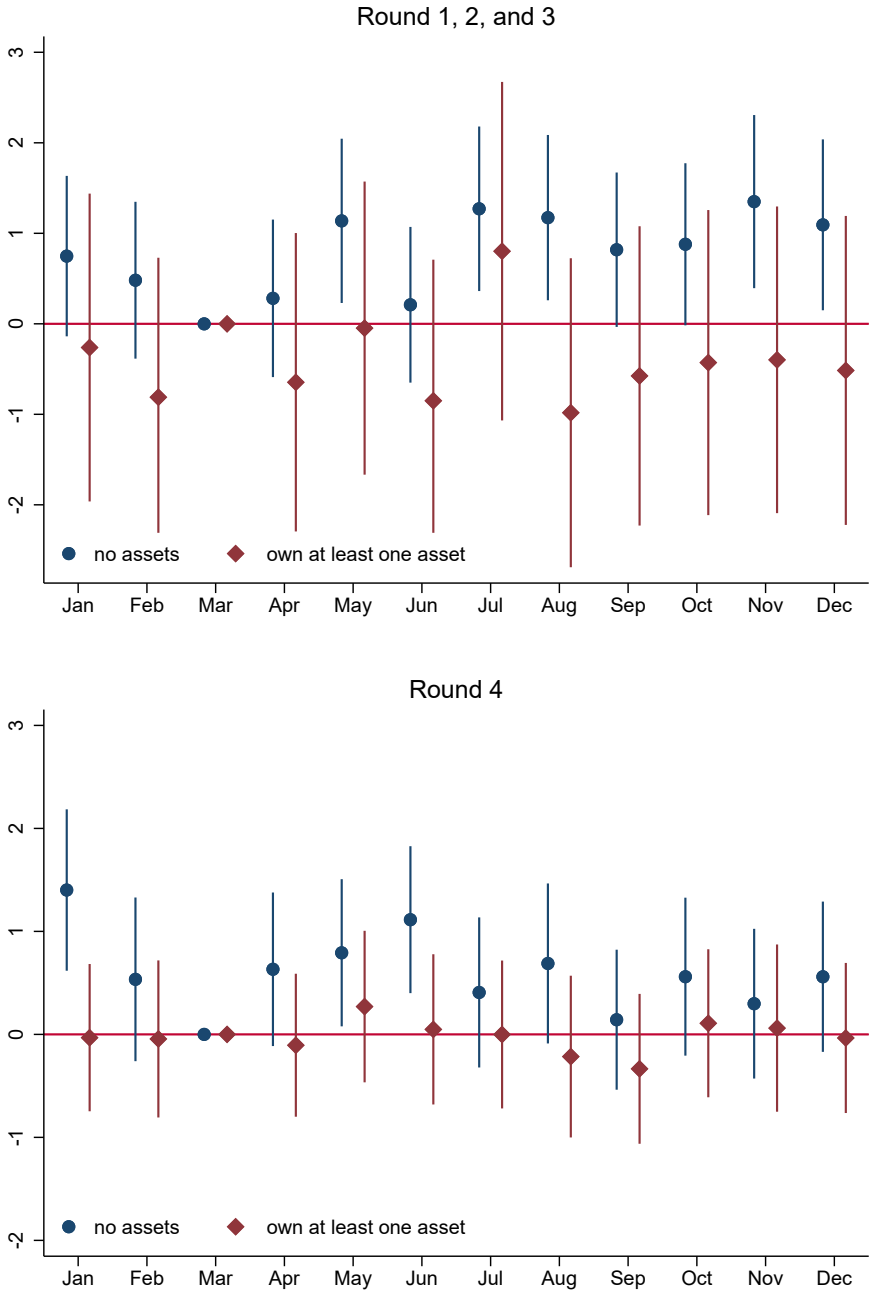 Round 1, 2, and 3
3
2
1
0
-1
-2
no assets own at least one asset
Jan Feb Mar Apr May Jun Jul Aug Sep Oct Nov Dec
Round 4
3
2
1
0
-1
-2
no assets own at least one asset
Jan Feb Mar Apr May Jun Jul Aug Sep Oct Nov Dec